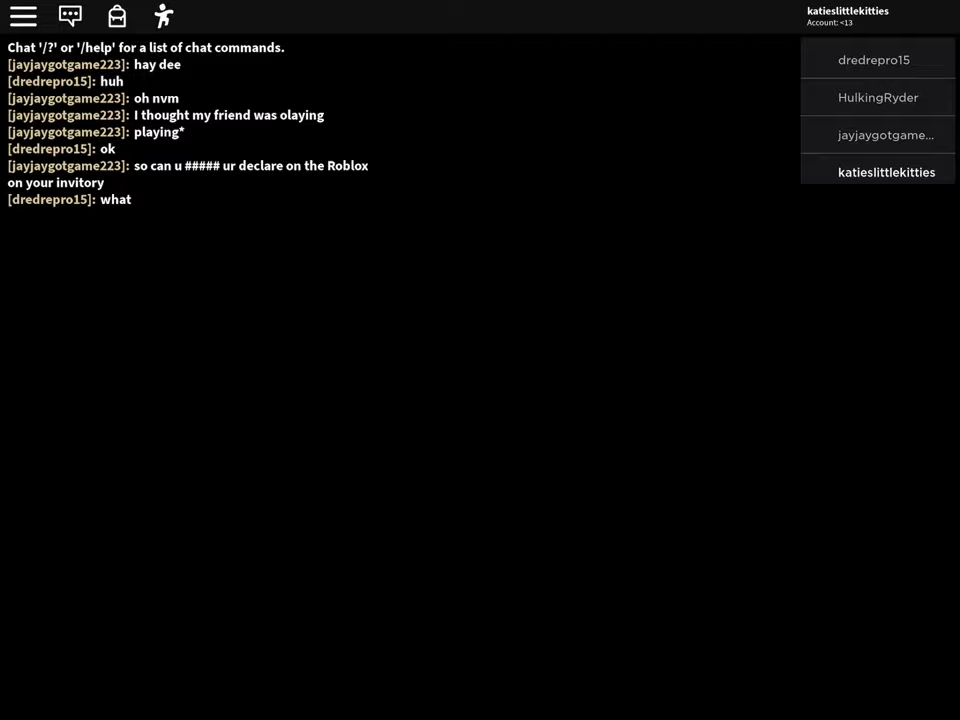 katieslittlekitties
Account: <13
Chat '/?' or '/help' for a list of chat commands.
[jayjaygotgame223]: hay dee
[dredrepro15]: huh
[jayjaygotgame223]: oh nvm
[jayjaygotgame223]: I thought my friend was olaying
[jayjaygotgame223]: playing*
[dredrepro15]: ok
[jayjaygotgame223]: so can u ##### ur declare on the Roblox
on your invitory
[dredrepro15]: what
dredrepro15
HulkingRyder
jayjaygotgame...
katieslittlekitties